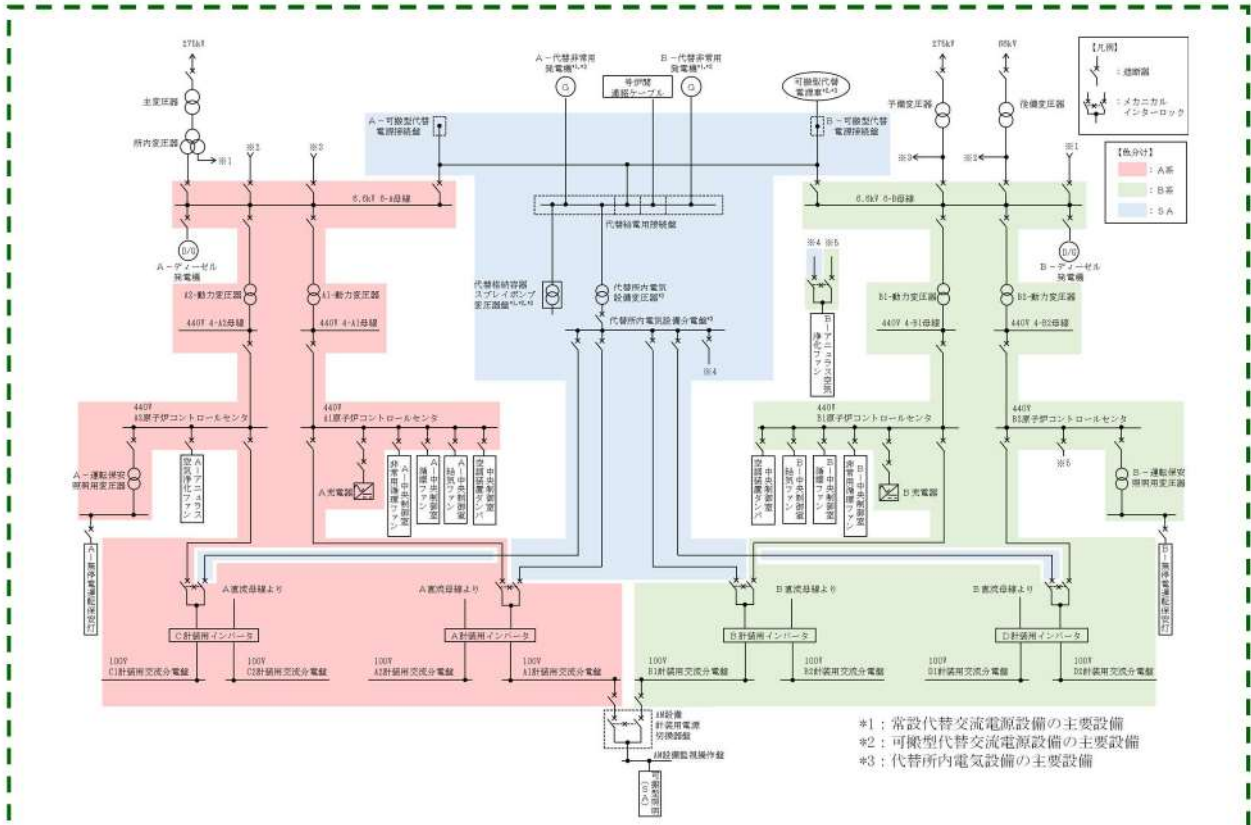 275kV
主変圧器
所内変圧器
※1
※2
※3
A-代替非常用
発電機*1,*3
G
号炉間
連絡ケーブル
B-代替非常用
発電機*1,*3
G
可搬型代替
電源車*2,*3
A-可搬型代替
電源接続盤
B-可搬型代替
電源接続盤
275kV
66kV
予備変圧器
後備変圧器
※3
※2
※1
【凡例】
:遮断器
:メカニカル
インターロック
【色分け】
:A系
:B系
:SA
6.6kV 6-A母線
6.6kV 6-B母線
代替給電用接続盤
D/G
A-ディーゼル
発電機
D/G
B-ディーゼル
発電機
代替格納容器
スプレイポンプ
代替所内電気
※4
※5
B-アニュラス空気
浄化ファン
A2-動力変圧器
A1-動力変圧器
B1-動力変圧器
B2-動力変圧器
440V 4-A2母線
440V 4-A1母線
440V 4-B1母線
440V 4-B2母線
代替所内電気設備分電盤*3
※4
440V
A2原子炉コントロールセンタ
440V
A1原子炉コントロールセンタ
440V
B1原子炉コントロールセンタ
440V
B2原子炉コントロールセンタ
A-運転保安
照明用変圧器
A-アニュラス
空気浄化ファン
A充電器
A-中央制御室
非常用循環ファン
A-中央制御室
循環ファン
A-中央制御室
給気ファン
中央制御室
空調装置ダンパ
中央制御室
空調装置ダンパ
B-中央制御室
給気ファン
B-中央制御室
循環ファン
B-中央制御室
非常用循環ファン
B充電器
※5
B-運転保安
照明用変圧器
A-無停電運転保安灯
B-無停電運転保安灯
A直流母線より
A直流母線より
B直流母線より
B直流母線より
C計装用インバータ
A計装用インバータ
B計装用インバータ
D計装用インバータ
100V
C1計装用交流分電盤
100V
C2計装用交流分電盤
100V
A2計装用交流分電盤
100V
A1計装用交流分電盤
100V
B1計装用交流分電盤
100V
B2計装用交流分電盤
100V
D1計装用交流分電盤
100V
D2計装用交流分電盤
AM設備
計装用電源
切換器盤
AM設備監視操作盤
可搬型照明
(SA)
*1:常設代替交流電源設備の主要設備
*2:可搬型代替交流電源設備の主要設備
*3:代替所内電気設備の主要設備